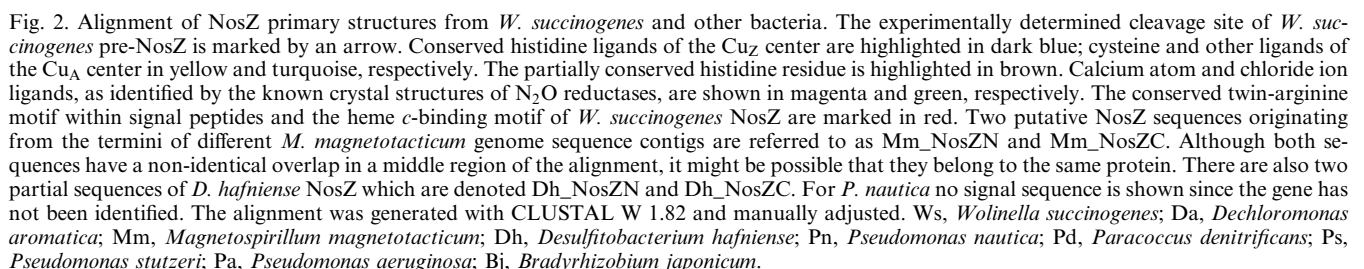 Fig. 2. Alignment of NosZ primary structures from W. succinogenes and other bacteria. The experimentally determined cleavage site of W. suc-
cinogenes pre-NosZ is marked by an arrow. Conserved histidine ligands of the CuZ center are highlighted in dark blue; cysteine and other ligands of
the CuA center in yellow and turquoise, respectively. The partially conserved histidine residue is highlighted in brown. Calcium atom and chloride ion
ligands, as identified by the known crystal structures of N2O reductases, are shown in magenta and green, respectively. The conserved twin-arginine
motif within signal peptides and the heme c-binding motif of W. succinogenes NosZ are marked in red. Two putative NosZ sequences originating
from the termini of different M. magnetotacticum genome sequence contigs are referred to as Mm_NosZN and Mm_NosZC. Although both se-
quences have a non-identical overlap in a middle region of the alignment, it might be possible that they belong to the same protein. There are also two
partial sequences of D. hafniense NosZ which are denoted Dh_NosZN and Dh_NosZC. For P. nautica no signal sequence is shown since the gene has
not been identified. The alignment was generated with CLUSTAL W 1.82 and manually adjusted. Ws, Wolinella succinogenes; Da, Dechloromonas
aromatica; Mm, Magnetospirillum magnetotacticum; Dh, Desulfitobacterium hafniense; Pn, Pseudomonas nautica; Pd, Paracoccus denitrificans; Ps,
Pseudomonas stutzeri; Pa, Pseudomonas aeruginosa; Bj, Bradyrhizobium japonicum.